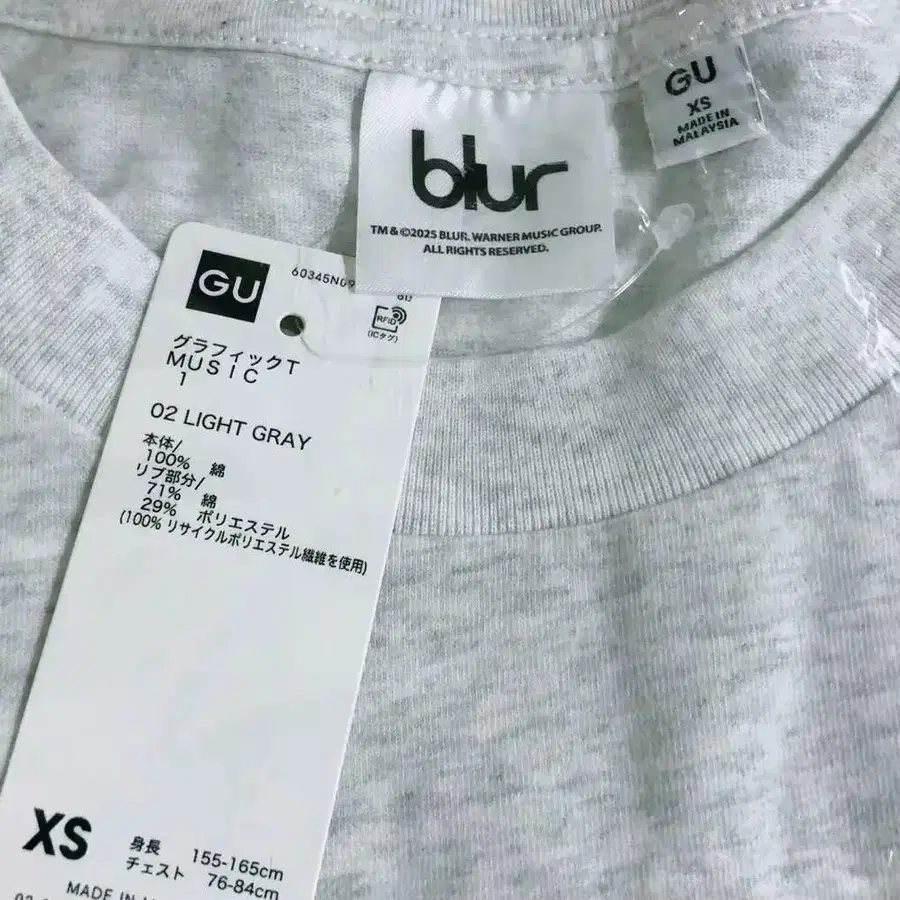 blur
TM & ©2025 BLUR. WARNER MUSIC GROUP.
ALL RIGHTS RESERVED.
GU
XS
MADE IN
MALAYSIA
GU
RFID
(ICタグ)
グラフィックT
MUSIC
1
02 LIGHT GRAY
本体/
100% 綿
リブ部分/
71% 綿
29% ポリエステル
(100% リサイクルポリエステル繊維を使用)
XS
身長 155-165cm
チェスト 76-84cm
MADE IN